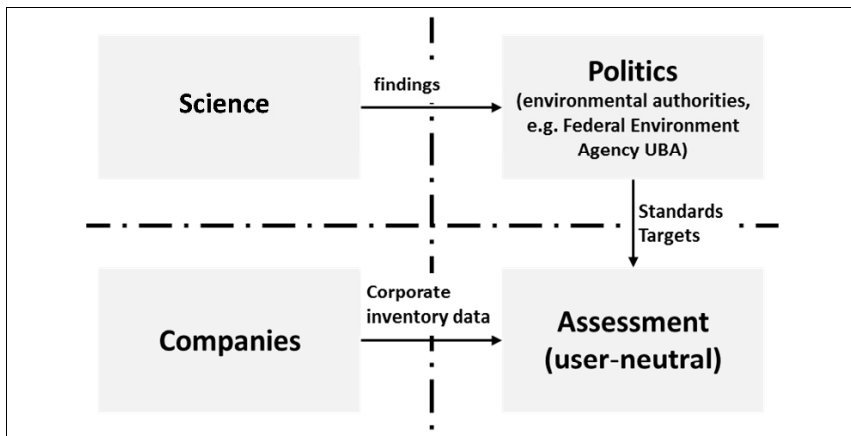 Science
findings
Politics
(environmental authorities,
e.g. Federal Environment
Agency UBA)
Standards
Targets
Companies
Corporate
inventory data
Assessment
(user-neutral)